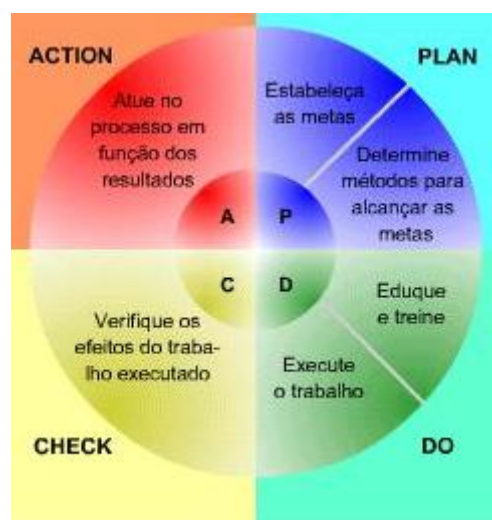 ACTION
PLAN
Atue no
processo em
função dos
resultados
Estabeleça
as metas
Determine
métodos para
alcançar as
metas
A
P
C
D
Verifique os
efeitos do traba-
lho executado
Eduque
e treine
Execute
o trabalho
CHECK
DO